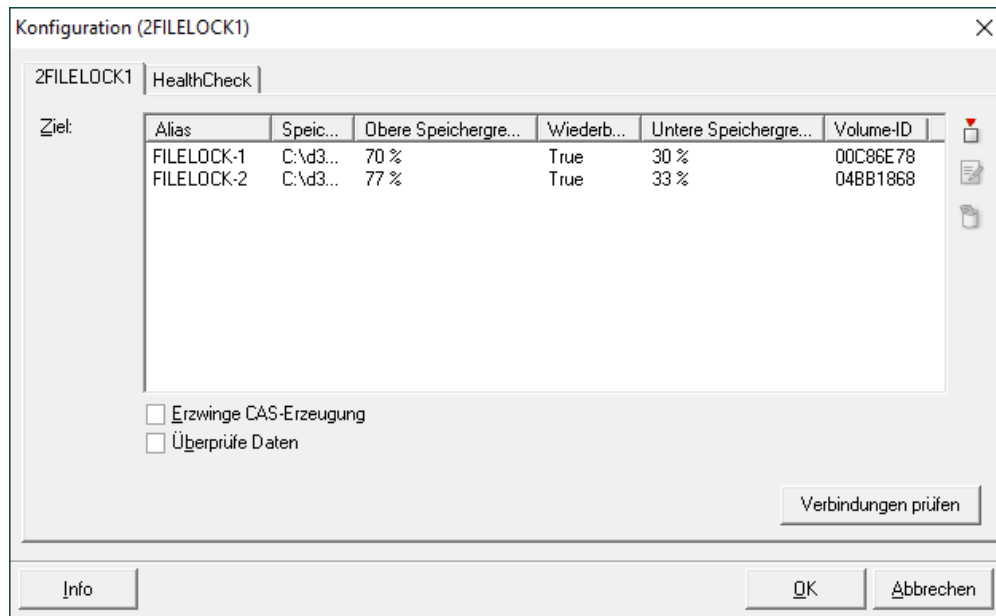 Konfiguration (2FILELOCK1)
2FILELOCK1 HealthCheck
Ziel:
Alias Speic... Obere Speichergre... Wiederb... Untere Speichergre... Volume-ID
FILELOCK-1 C:\d3... 70 % True 30 % 00C86E78
FILELOCK-2 C:\d3... 77 % True 33 % 04BB1868
Erzwinge CAS-Erzeugung
Überprüfe Daten
Verbindungen prüfen
Info OK Abbrechen